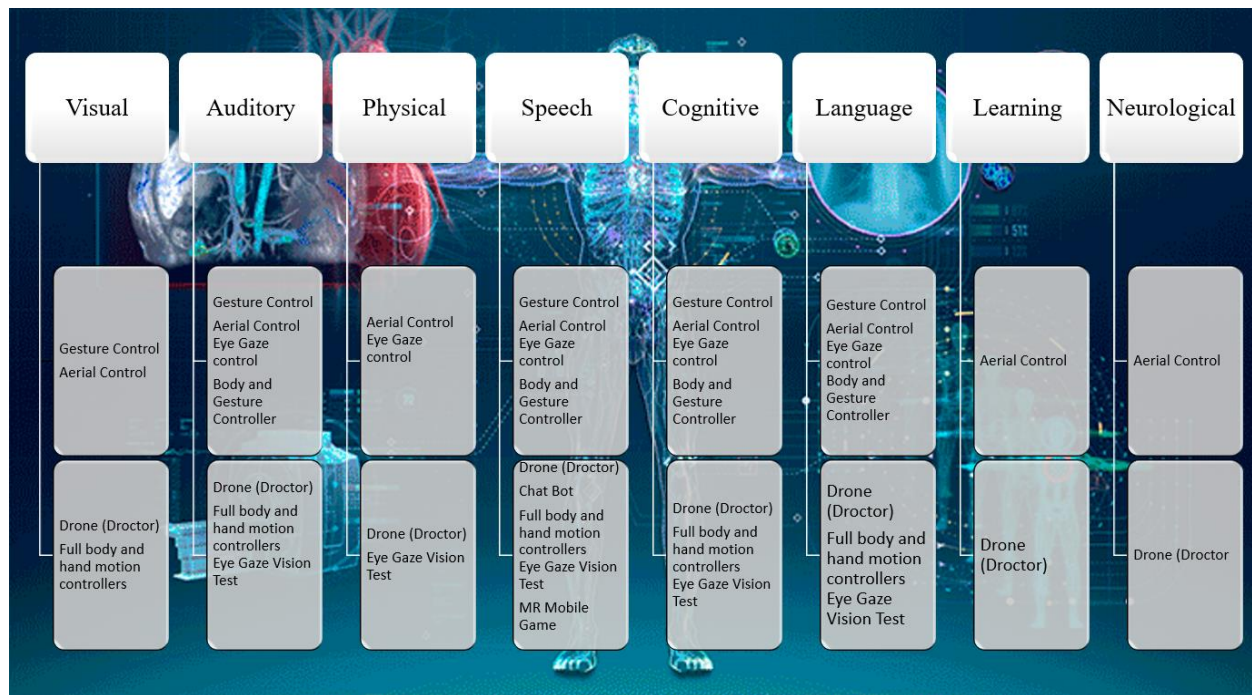 Visual
Auditory
Physical
Speech
Cognitive
Language
Learning
Neurological
Gesture Control
Aerial Control
Gesture Control
Aerial Control
Eye Gaze
control
Body and
Gesture
Controller
Aerial Control
Eye Gaze
control
Gesture Control
Aerial Control
Eye Gaze
control
Body and
Gesture
Controller
Gesture Control
Aerial Control
Eye Gaze
control
Body and
Gesture
Controller
Gesture Control
Aerial Control
Eye Gaze
control
Body and
Gesture
Controller
Aerial Control
Aerial Control
Drone (Droctor)
Full body and
hand motion
controllers
Drone (Droctor)
Full body and
hand motion
controllers
Eye Gaze Vision
Test
Drone (Droctor)
Eye Gaze Vision
Test
Drone (Droctor)
Chat Bot
Full body and
hand motion
controllers
Eye Gaze Vision
Test
MR Mobile
Game
Drone (Droctor)
Full body and
hand motion
controllers
Eye Gaze Vision
Test
Drone
(Droctor)
Full body and
hand motion
controllers
Eye Gaze
Vision Test
Drone
(Droctor)
Drone (Droctor